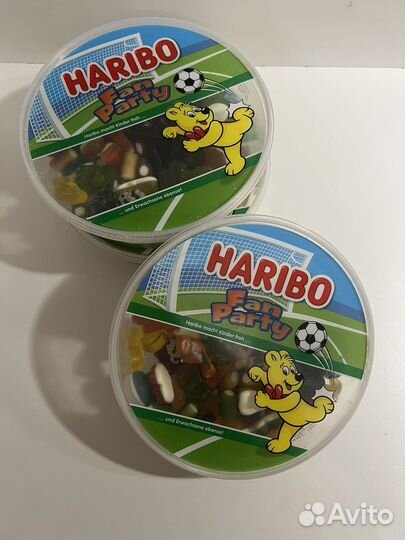 HARIBO
Fan
Party
Haribo macht Kinder froh ...
... und Erwachsene ebenso!
HARIBO
Fan
Party
Haribo macht Kinder froh ...
... und Erwachsene ebenso!
Avito